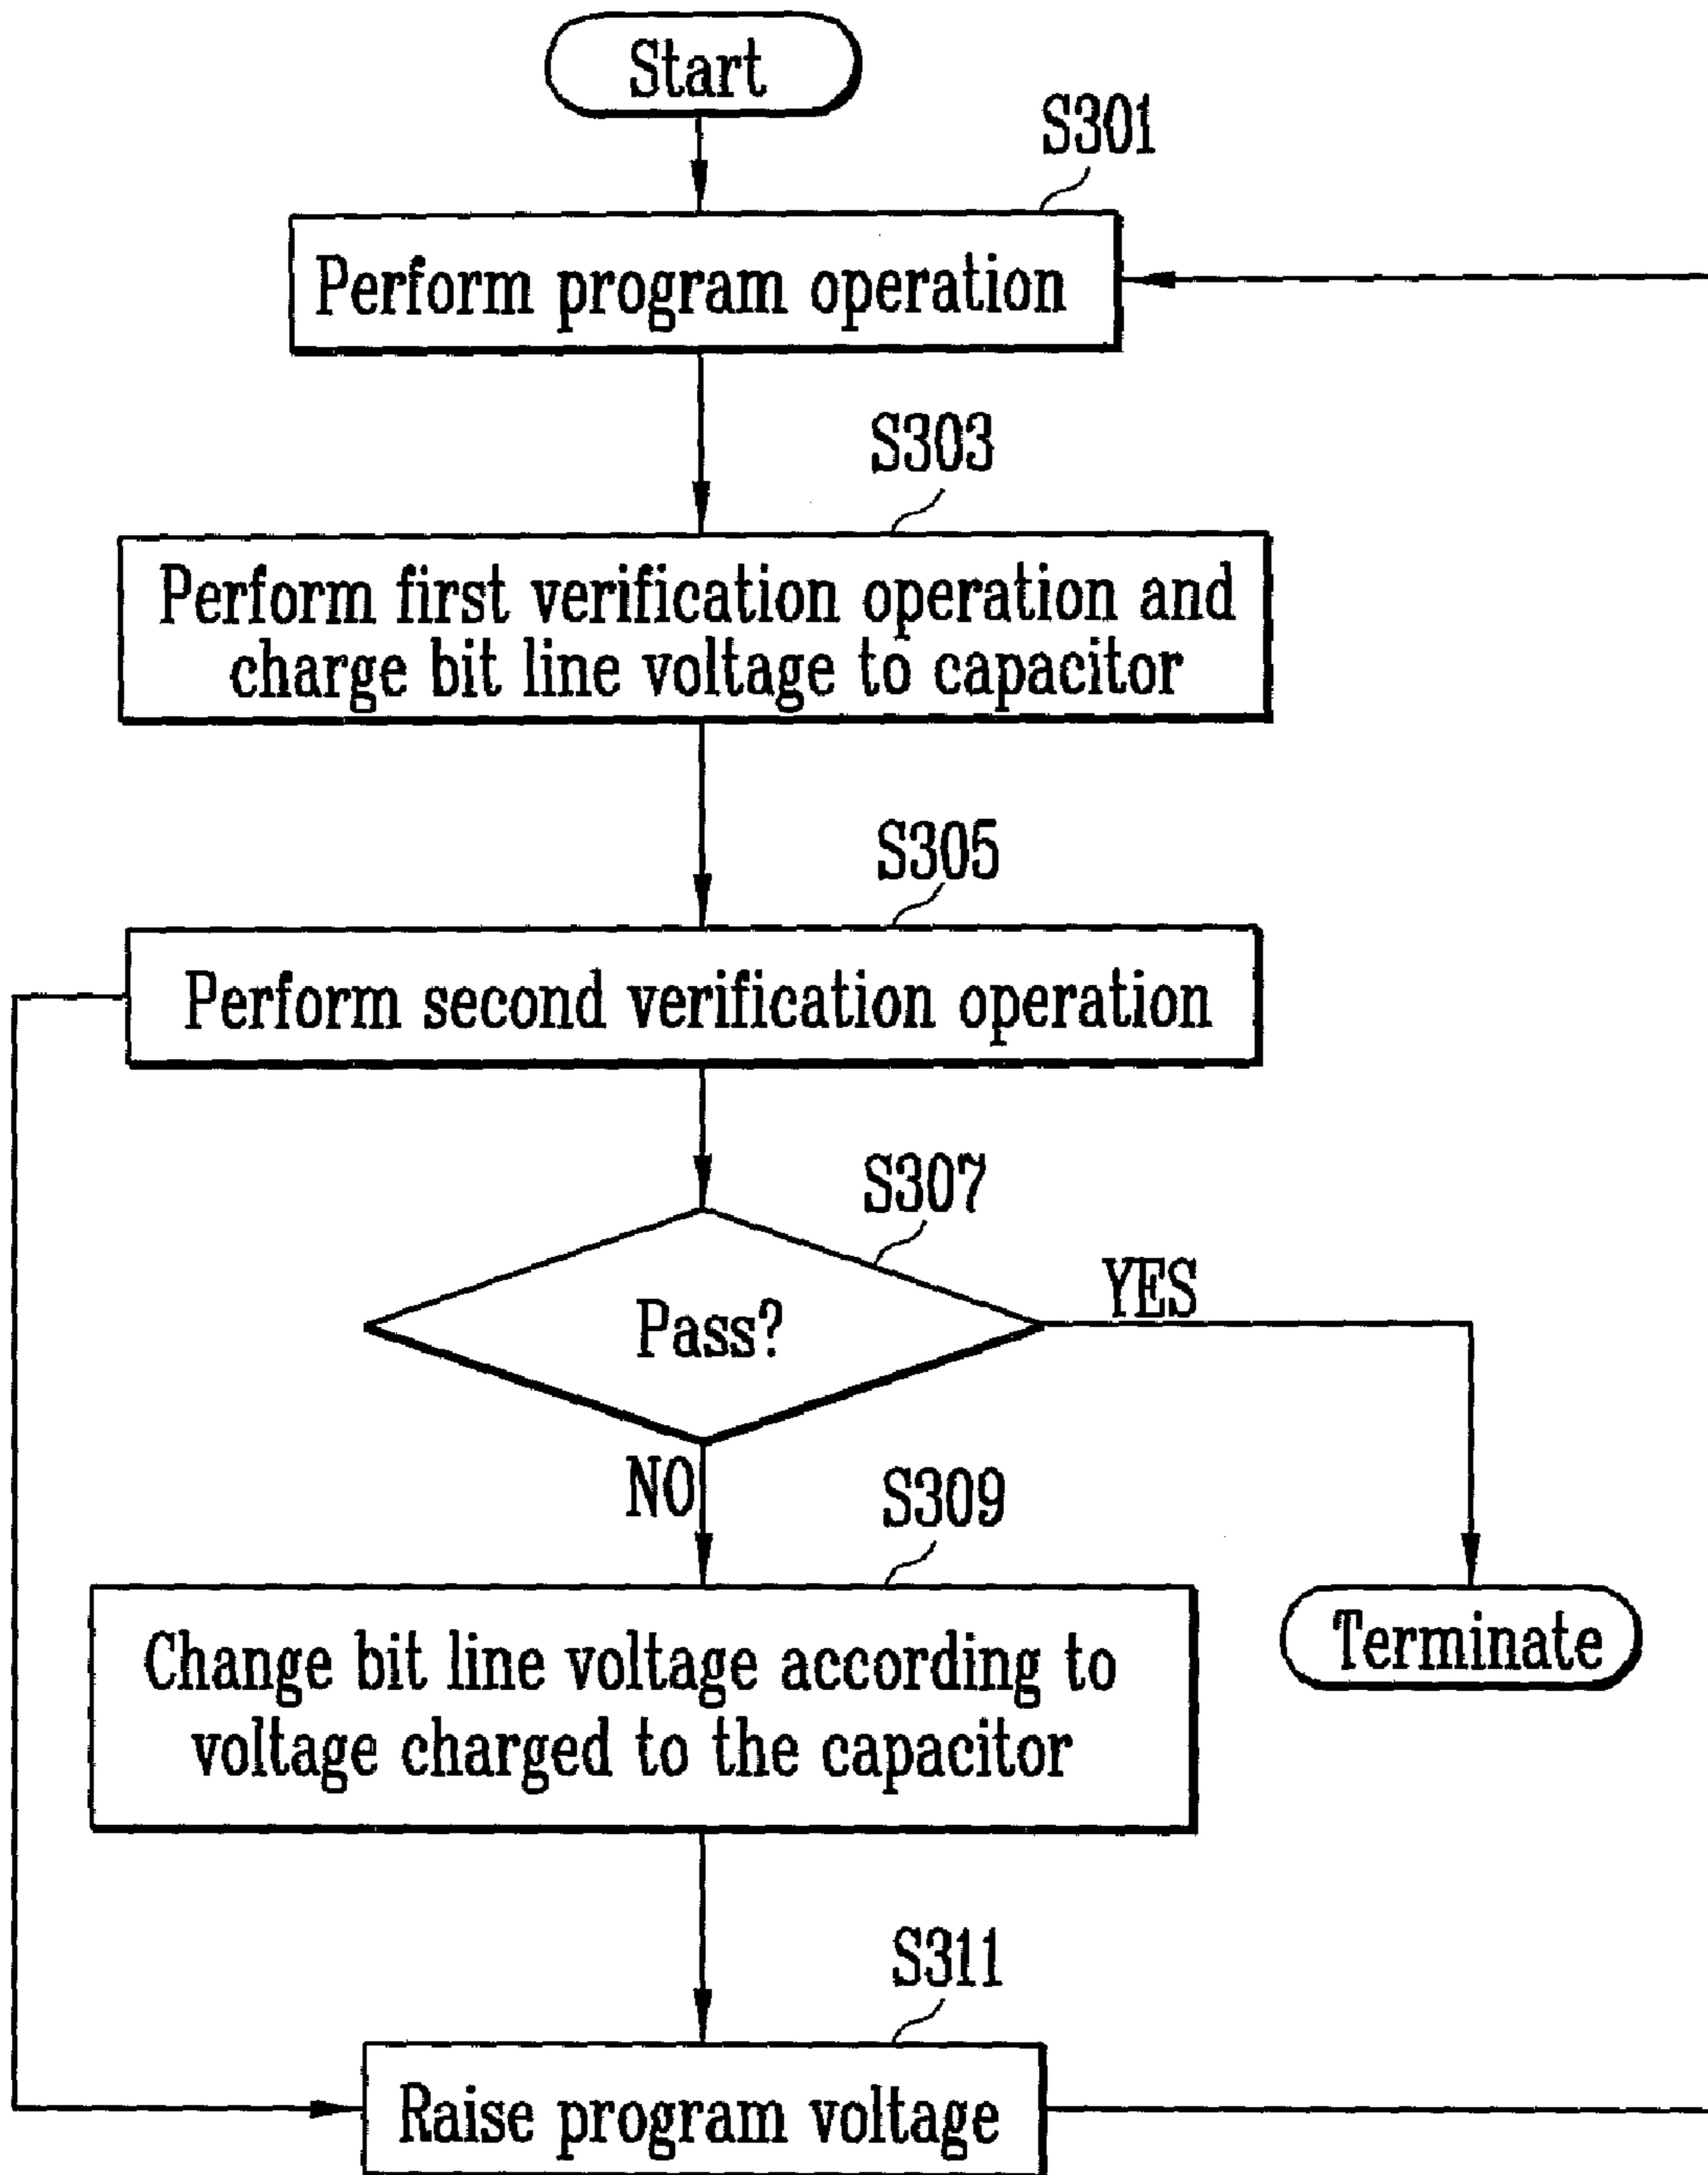 Start
S301
Perform program operation
S303
Perform first verification operation and
charge bit line voltage to capacitor
S305
Perform second verification operation
S307
Pass?
YES
NO
S309
Change bit line voltage according to
voltage charged to the capacitor
Terminate
S311
Raise program voltage